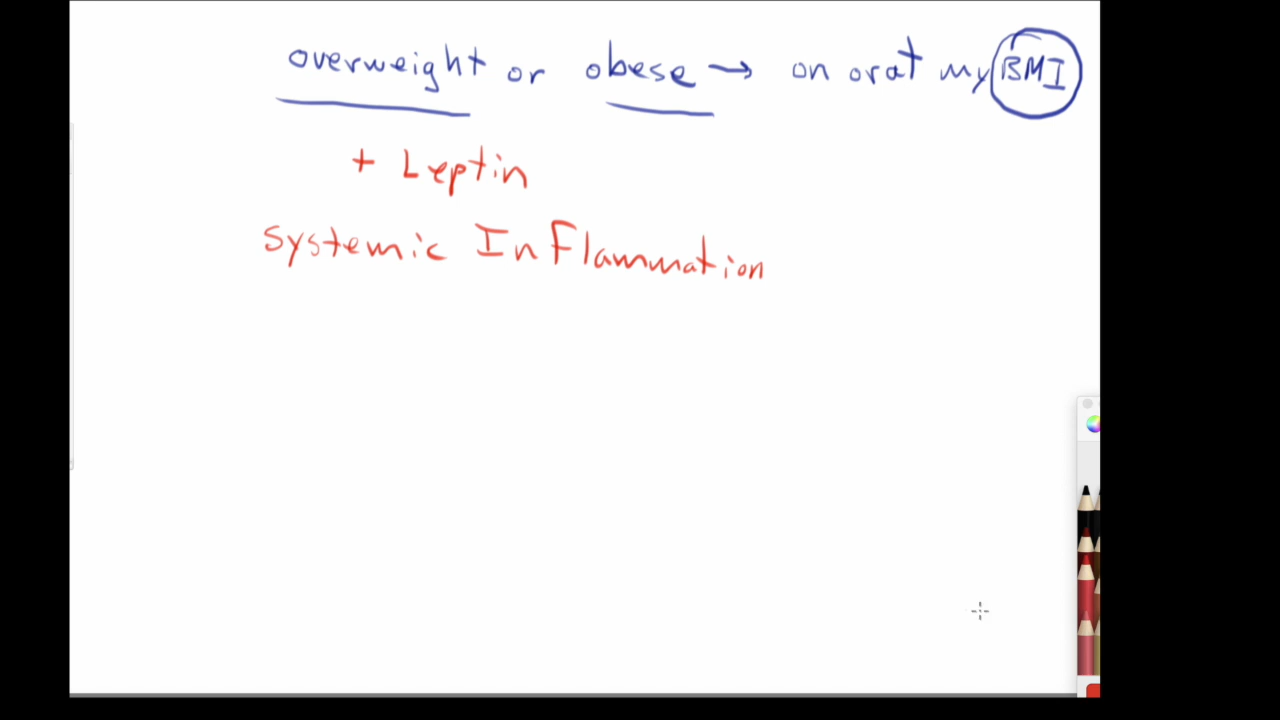 overweight or obese → on or at my BMI
+ Leptin
Systemic InFlammation